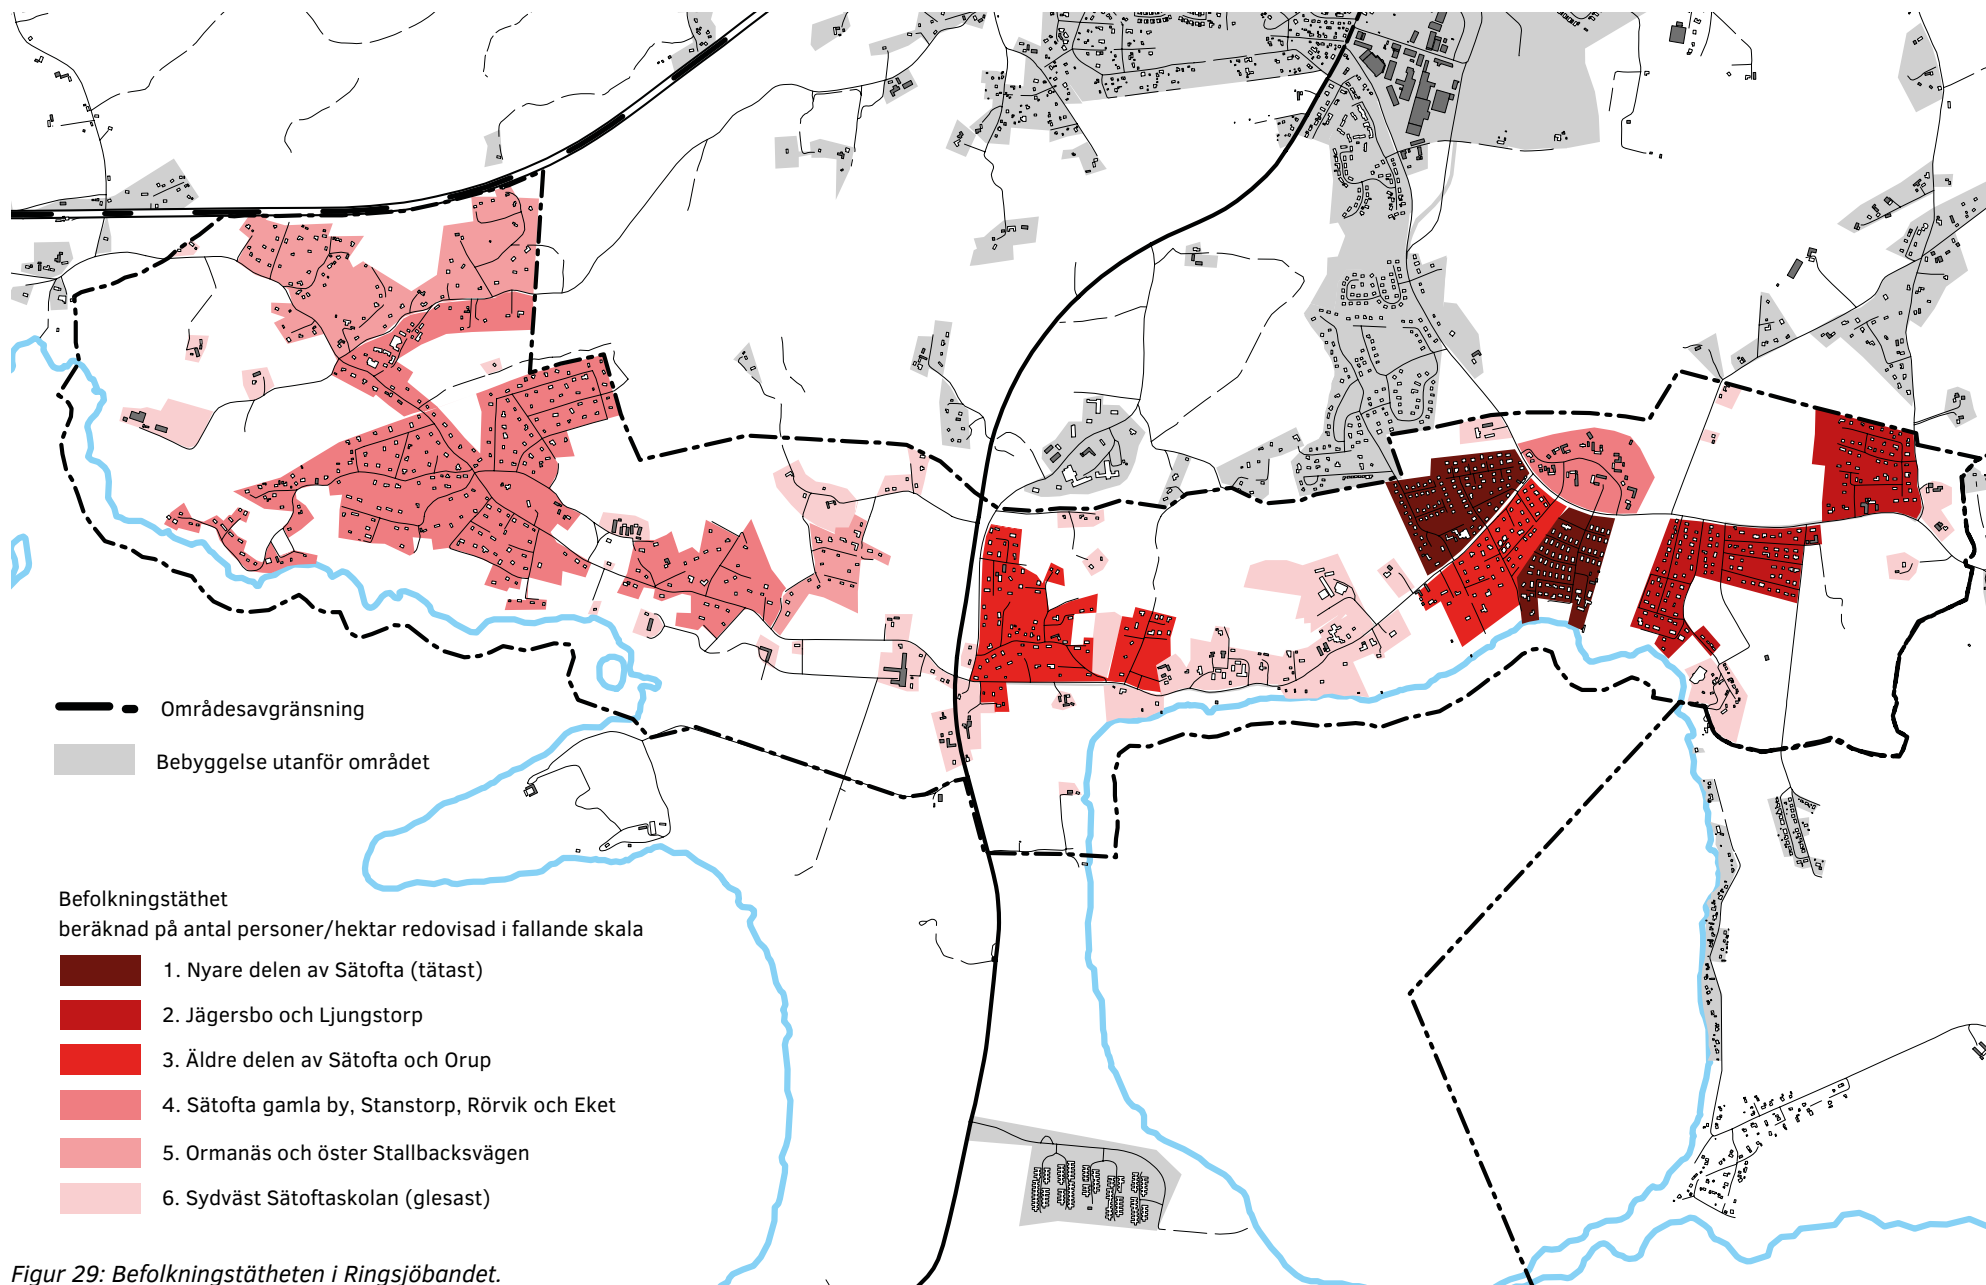 Områdesavgränsning
Bebyggelse utanför området
Befolkningstäthet
beräknad på antal personer/hektar redovisad i fallande skala
1. Nyare delen av Sätofta (tätast)
2. Jägersbo och Ljungstorp
3. Äldre delen av Sätofta och Orup
4. Sätofta gamla by, Stanstorp, Rörvik och Eket
5. Ormanäs och öster Stallbacksvägen
6. Sydväst Sätoftaskolan (glesast)
Figur 29: Befolkningstätheten i Ringsjöbandet.